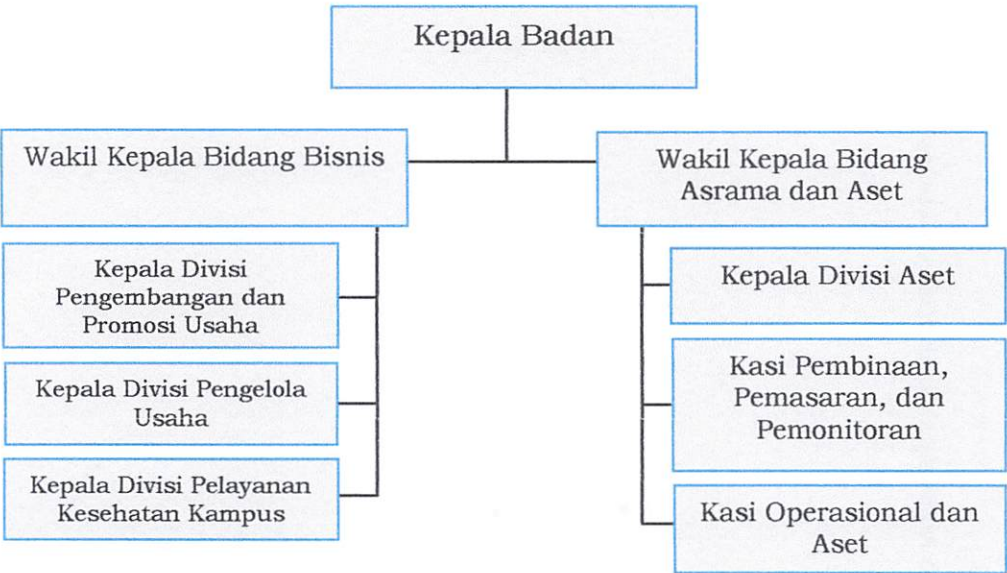 Kepala Badan
Wakil Kepala Bidang Bisnis
Wakil Kepala Bidang
Asrama dan Aset
Kepala Divisi
Pengembangan dan
Promosi Usaha
Kepala Divisi Pengelola
Usaha
Kepala Divisi Pelayanan
Kesehatan Kampus
Kepala Divisi Aset
Kasi Pembinaan,
Pemasaran, dan
Pemonitoran
Kasi Operasional dan
Aset